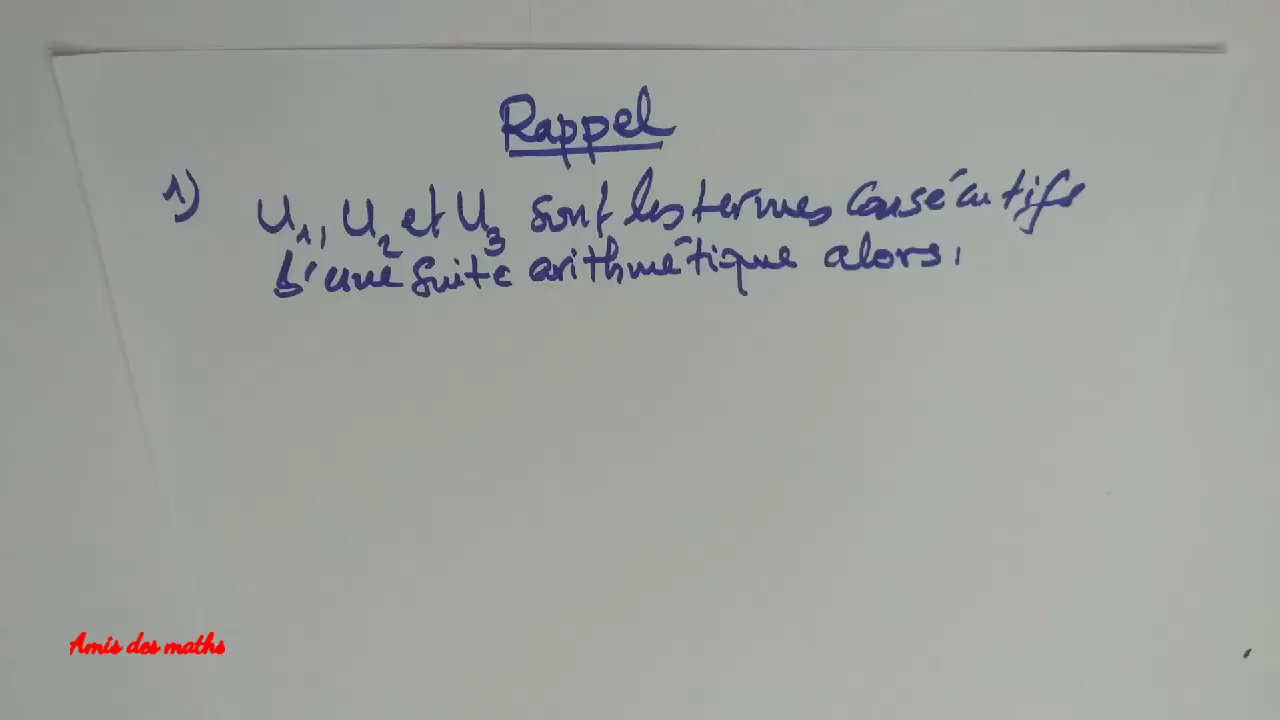 Rappel
1) U1, U2 et U3 sont les termes consécutifs
d'une suite arithmétique alors,
Amis des maths